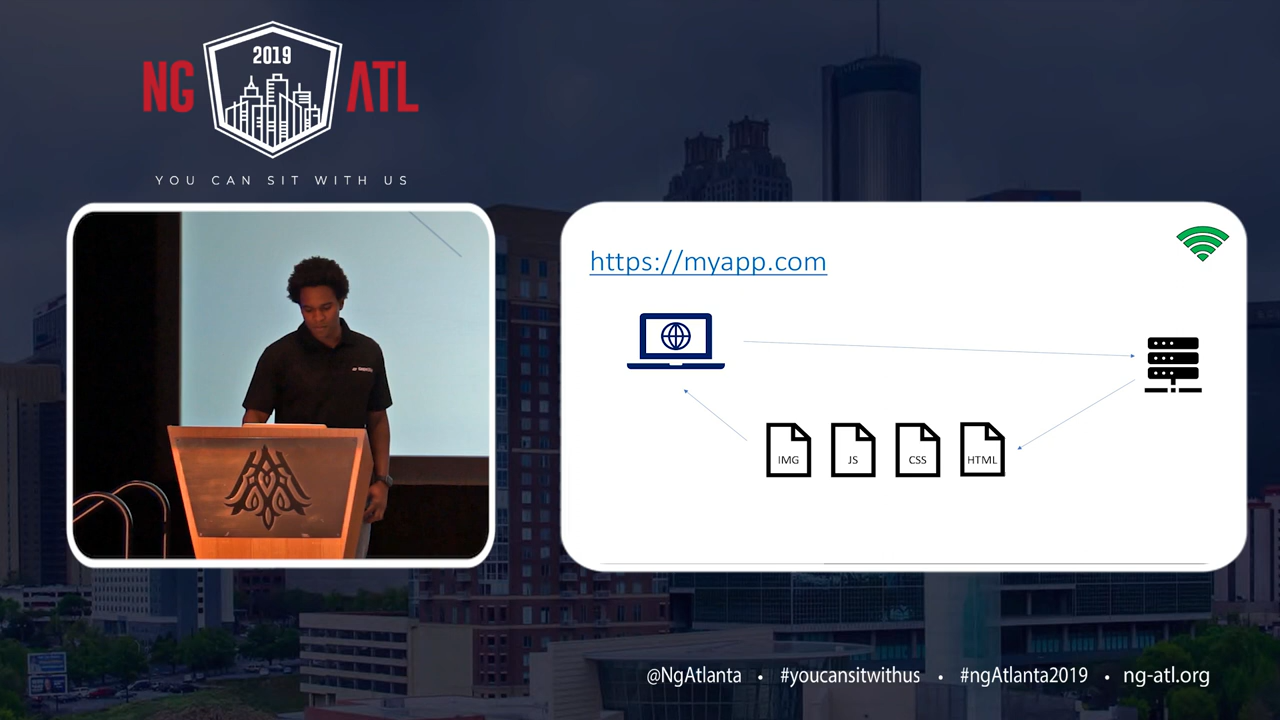 2019
NG ATL
YOU CAN SIT WITH US
https://myapp.com
IMG JS CSS HTML
@NgAtlanta • #youcansitwithus • #ngAtlanta2019 • ng-atl.org